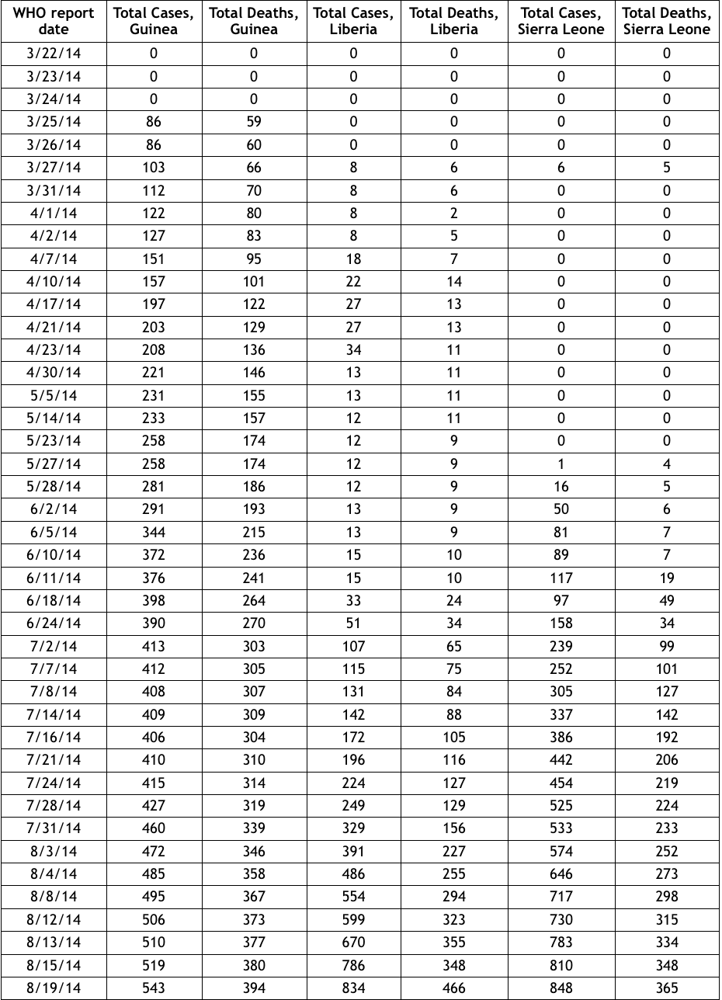 WHO report date Total Cases, Guinea Total Deaths, Guinea Total Cases, Liberia Total Deaths, Liberia Total Cases, Sierra Leone Total Deaths, Sierra Leone
3/22/14 0 0 0 0 0 0
3/23/14 0 0 0 0 0 0
3/24/14 0 0 0 0 0 0
3/25/14 86 59 0 0 0 0
3/26/14 86 60 0 0 0 0
3/27/14 103 66 8 6 6 5
3/31/14 112 70 8 6 0 0
4/1/14 122 80 8 2 0 0
4/2/14 127 83 8 5 0 0
4/7/14 151 95 18 7 0 0
4/10/14 157 101 22 14 0 0
4/17/14 197 122 27 13 0 0
4/21/14 203 129 27 13 0 0
4/23/14 208 136 34 11 0 0
4/30/14 221 146 13 11 0 0
5/5/14 231 155 13 11 0 0
5/14/14 233 157 12 11 0 0
5/23/14 258 174 12 9 0 0
5/27/14 258 174 12 9 1 4
5/28/14 281 186 12 9 16 5
6/2/14 291 193 13 9 50 6
6/5/14 344 215 13 9 81 7
6/10/14 372 236 15 10 89 7
6/11/14 376 241 15 10 117 19
6/18/14 398 264 33 24 97 49
6/24/14 390 270 51 34 158 34
7/2/14 413 303 107 65 239 99
7/7/14 412 305 115 75 252 101
7/8/14 408 307 131 84 305 127
7/14/14 409 309 142 88 337 142
7/16/14 406 304 172 105 386 192
7/21/14 410 310 196 116 442 206
7/24/14 415 314 224 127 454 219
7/28/14 427 319 249 129 525 224
7/31/14 460 339 329 156 533 233
8/3/14 472 346 391 227 574 252
8/4/14 485 358 486 255 646 273
8/8/14 495 367 554 294 717 298
8/12/14 506 373 599 323 730 315
8/13/14 510 377 670 355 783 334
8/15/14 519 380 786 348 810 348
8/19/14 543 394 834 466 848 365